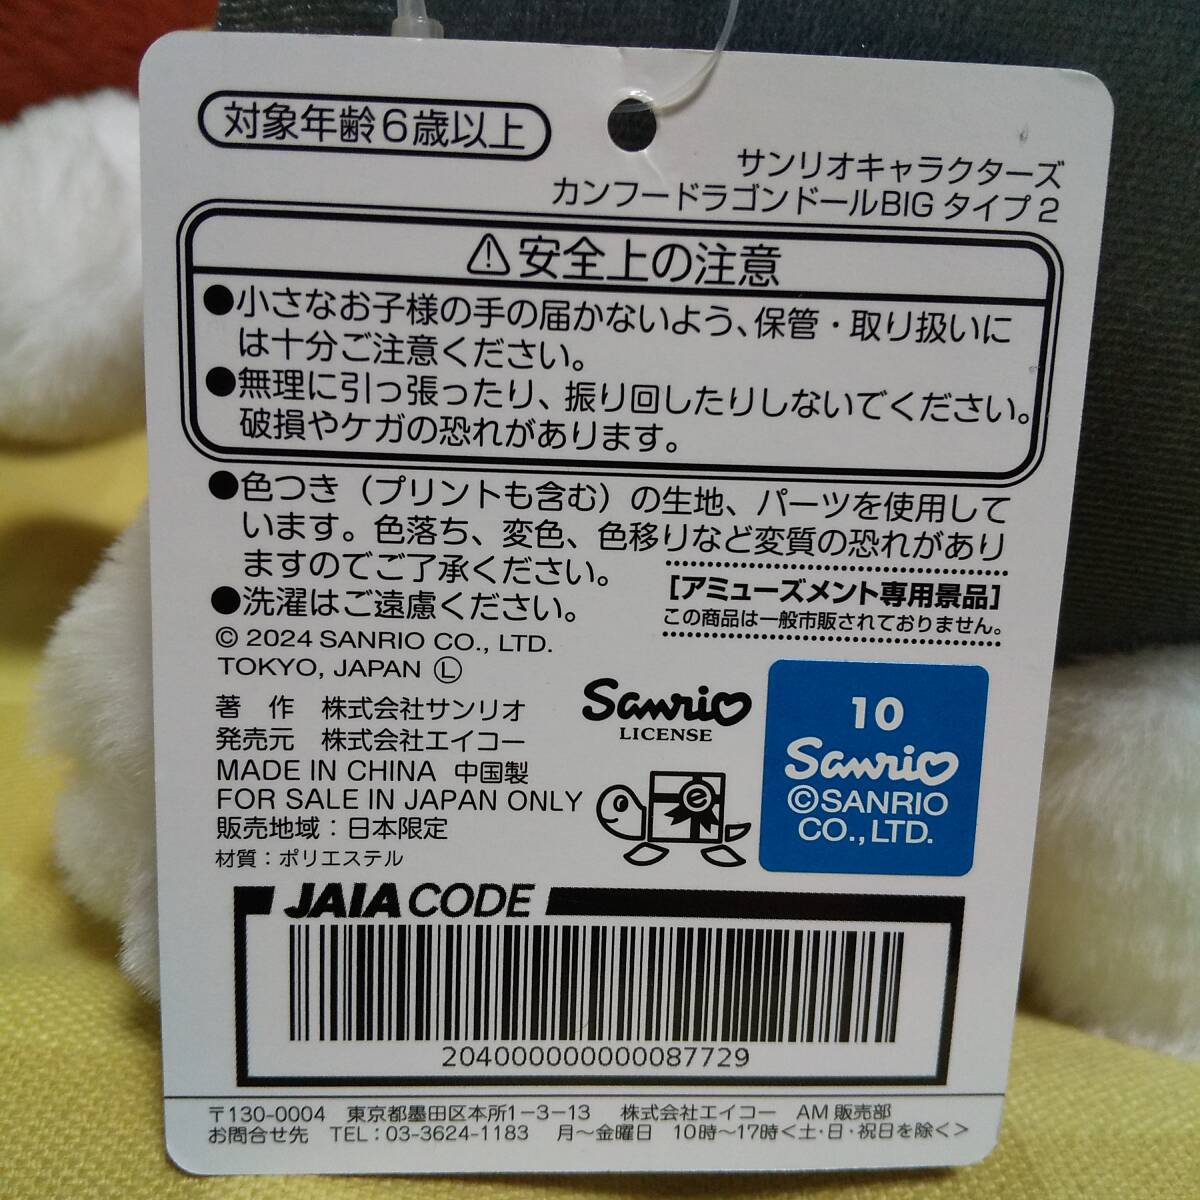 対象年齢6歳以上
サンリオキャラクターズ
カンフードラゴンドールBIG タイプ2
⚠安全上の注意
●小さなお子様の手の届かないよう、保管・取り扱いに
は十分ご注意ください。
●無理に引っ張ったり、振り回したりしないでください。
破損やケガの恐れがあります。
●色つき（プリントも含む）の生地、パーツを使用して
います。色落ち、変色、色移りなど変質の恐れがあり
ますのでご了承ください。
●洗濯はご遠慮ください。
[アミューズメント専用景品]
この商品は一般市販されておりません。
© 2024 SANRIO CO., LTD.
TOKYO, JAPAN Ⓛ
著 作 株式会社サンリオ
発売元 株式会社エイコー
MADE IN CHINA 中国製
FOR SALE IN JAPAN ONLY
販売地域：日本限定
材質：ポリエステル
Sanrio
LICENSE
10
Sanrio
©SANRIO
CO., LTD.
JAIA CODE
20400000000000087729
〒130-0004 東京都墨田区本所1-3-13 株式会社エイコー AM販売部
お問合せ先 TEL：03-3624-1183 月〜金曜日 10時〜17時＜土・日・祝日を除く＞